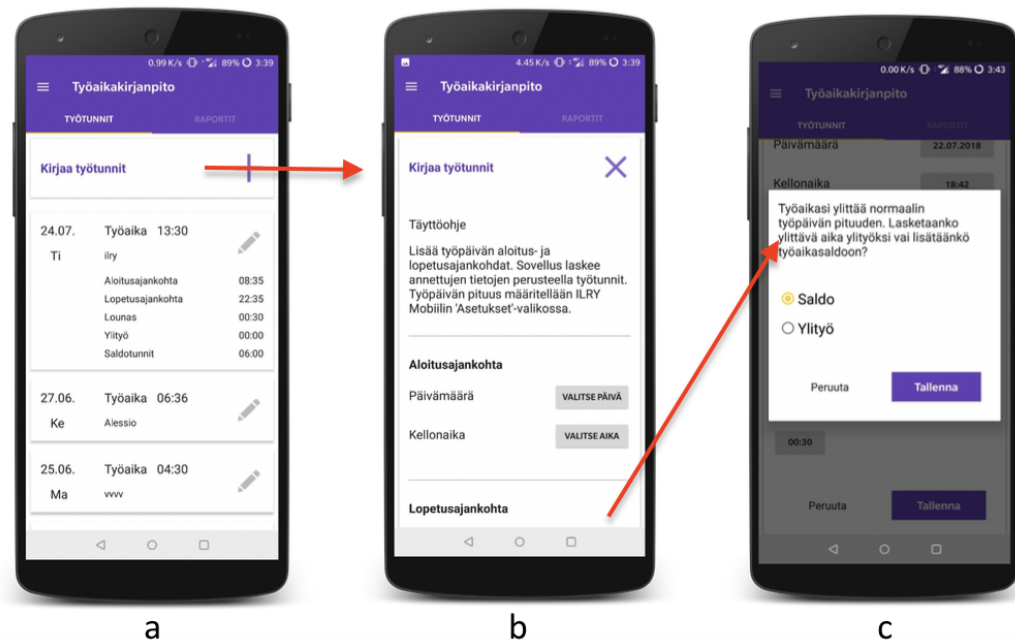 0.99 K/s 89% 3:39
Työaikakirjanpito
TYÖTUNNIT RAPORTIT
Kirjaa työtunnit
24.07. Työaika 13:30
Ti ilry
Aloitusajankohta 08:35
Lopetusajankohta 22:35
Lounas 00:30
Ylityö 00:00
Saldotunnit 06:00
27.06. Työaika 06:36
Ke Alessio
25.06. Työaika 04:30
Ma vvvv
a
4.45 K/s 89% 3:39
Työaikakirjanpito
TYÖTUNNIT RAPORTIT
Kirjaa työtunnit
Täyttöohje
Lisää työpäivän aloitus- ja
lopetusajankohdat. Sovellus laskee
annettujen tietojen perusteella työtunnit.
Työpäivän pituus määritellään ILRY
Mobiilin 'Asetukset'-valikossa.
Aloitusajankohta
Päivämäärä VALITSE PÄIVÄ
Kellonaika VALITSE AIKA
Lopetusajankohta
b
0.00 K/s 88% 3:43
Työaikakirjanpito
TYÖTUNNIT RAPORTIT
Päivämäärä 22.07.2018
Kellonaika 18:42
Työaikasi ylittää normaalin
työpäivän pituuden. Lasketaanko
ylittävä aika ylityöksi vai lisätäänkö
työaikasaldoon?
Saldo
Ylityö
Peruuta Tallenna
00:30
Peruuta Tallenna
c